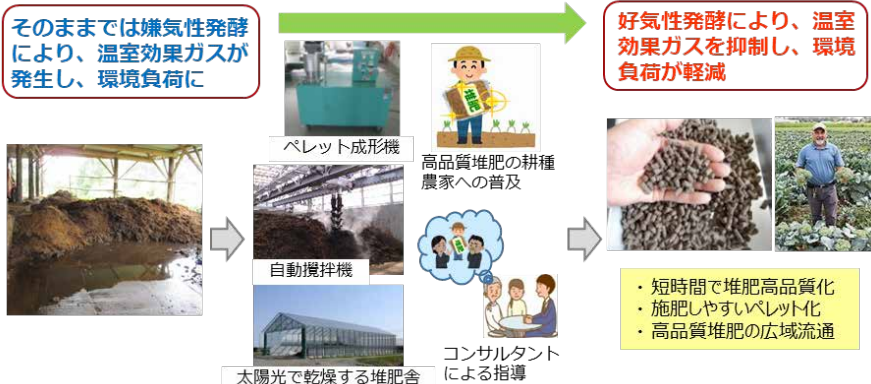 そのままでは嫌気性発酵
により、温室効果ガスが
発生し、環境負荷に
好気性発酵により、温室
効果ガスを抑制し、環境
負荷が軽減
ペレット成形機
堆肥
高品質堆肥の耕種
農家への普及
自動攪拌機
堆肥
太陽光で乾燥する堆肥舎
コンサルタント
による指導
・短時間で堆肥高品質化
・施肥しやすいペレット化
・高品質堆肥の広域流通